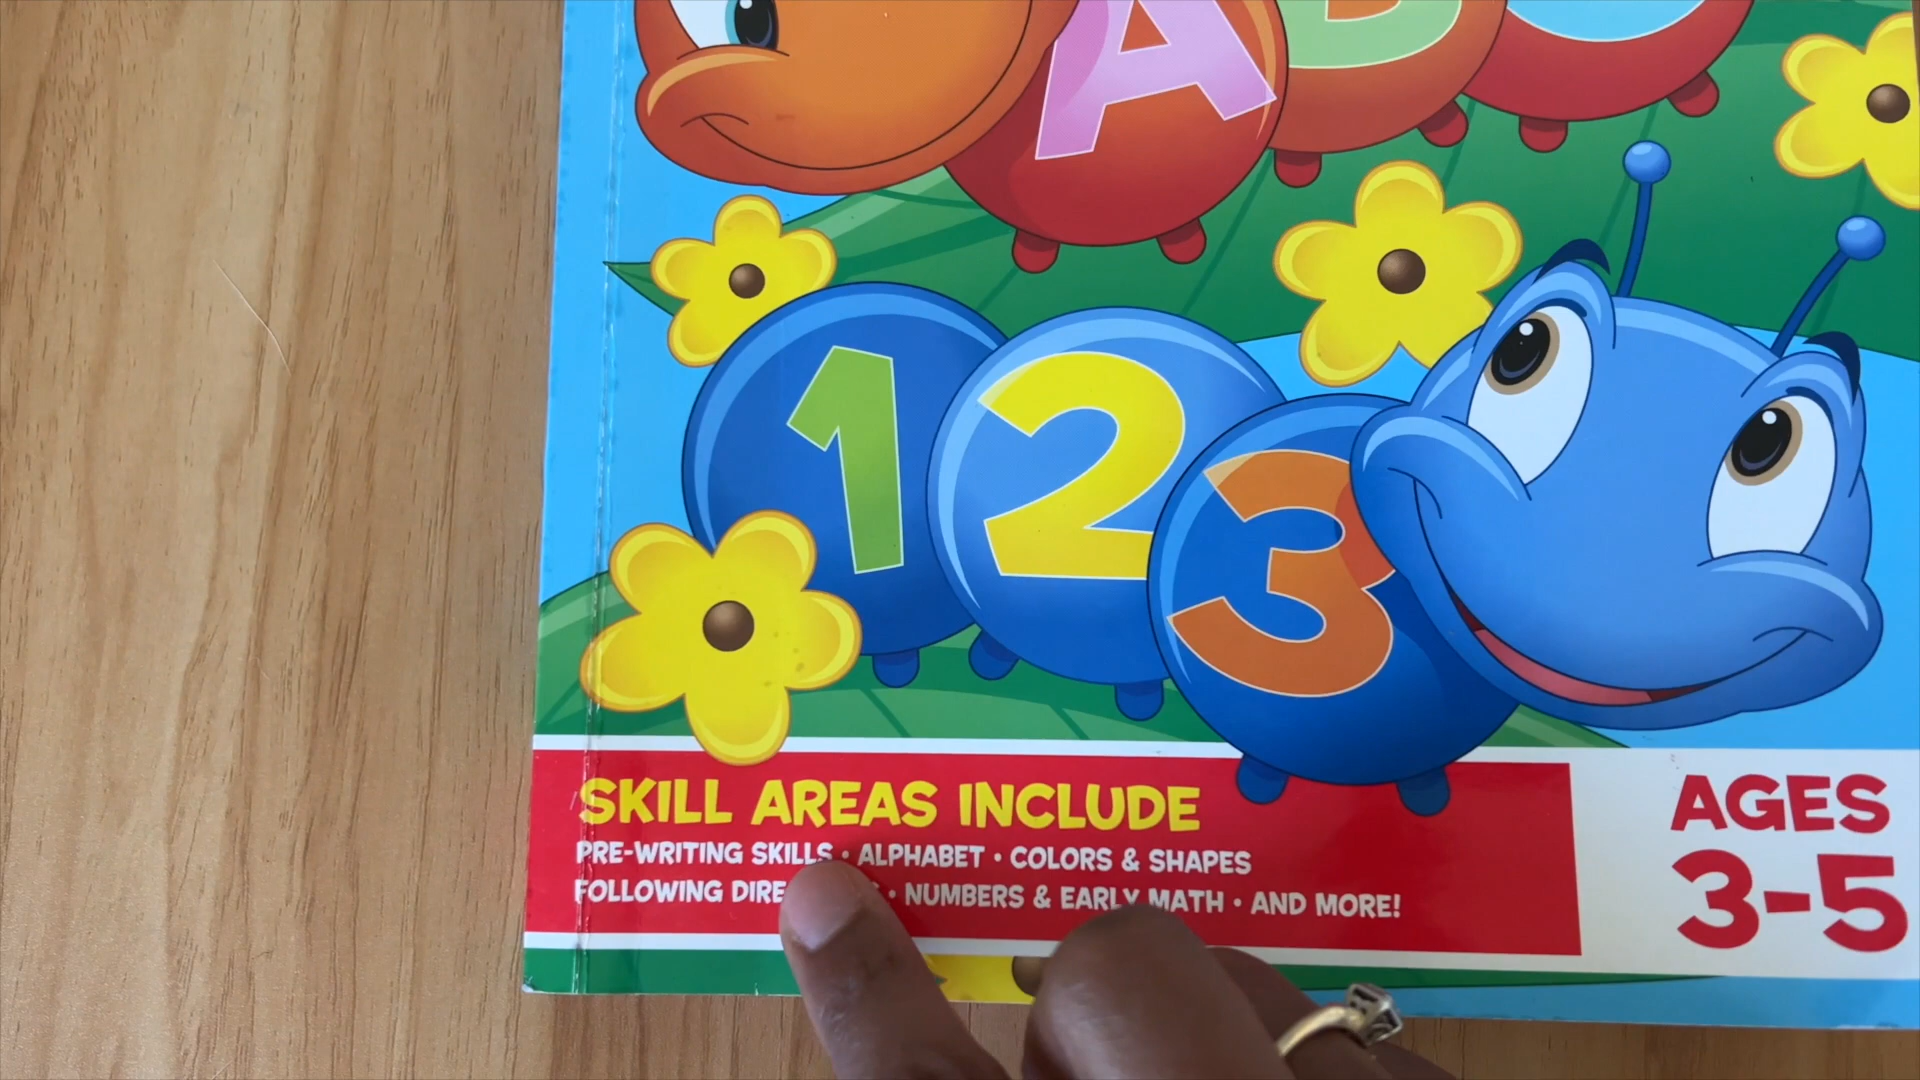 A B
1 2 3
SKILL AREAS INCLUDE
PRE-WRITING SKILLS • ALPHABET • COLORS & SHAPES
FOLLOWING • NUMBERS & EARLY MATH • AND MORE!
AGES
3-5